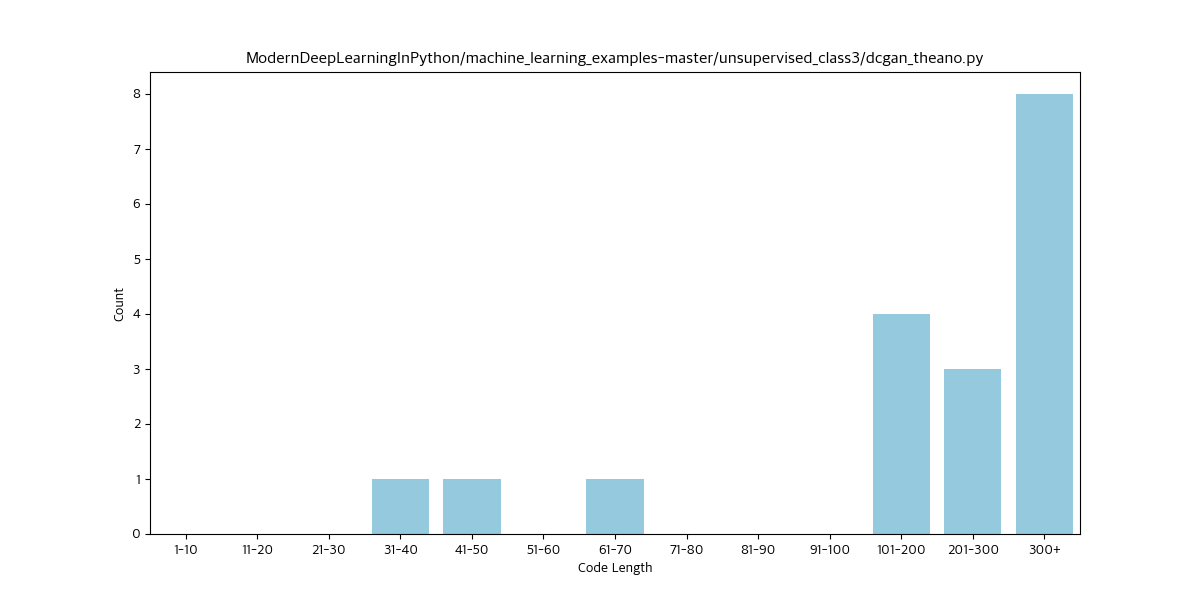 ModernDeepLearningInPython/machine_learning_examples-master/unsupervised_class3/dcgan_theano.py
8
7
6
5
4
3
2
1
0
Count
1-10 11-20 21-30 31-40 41-50 51-60 61-70 71-80 81-90 91-100 101-200 201-300 300+
Code Length